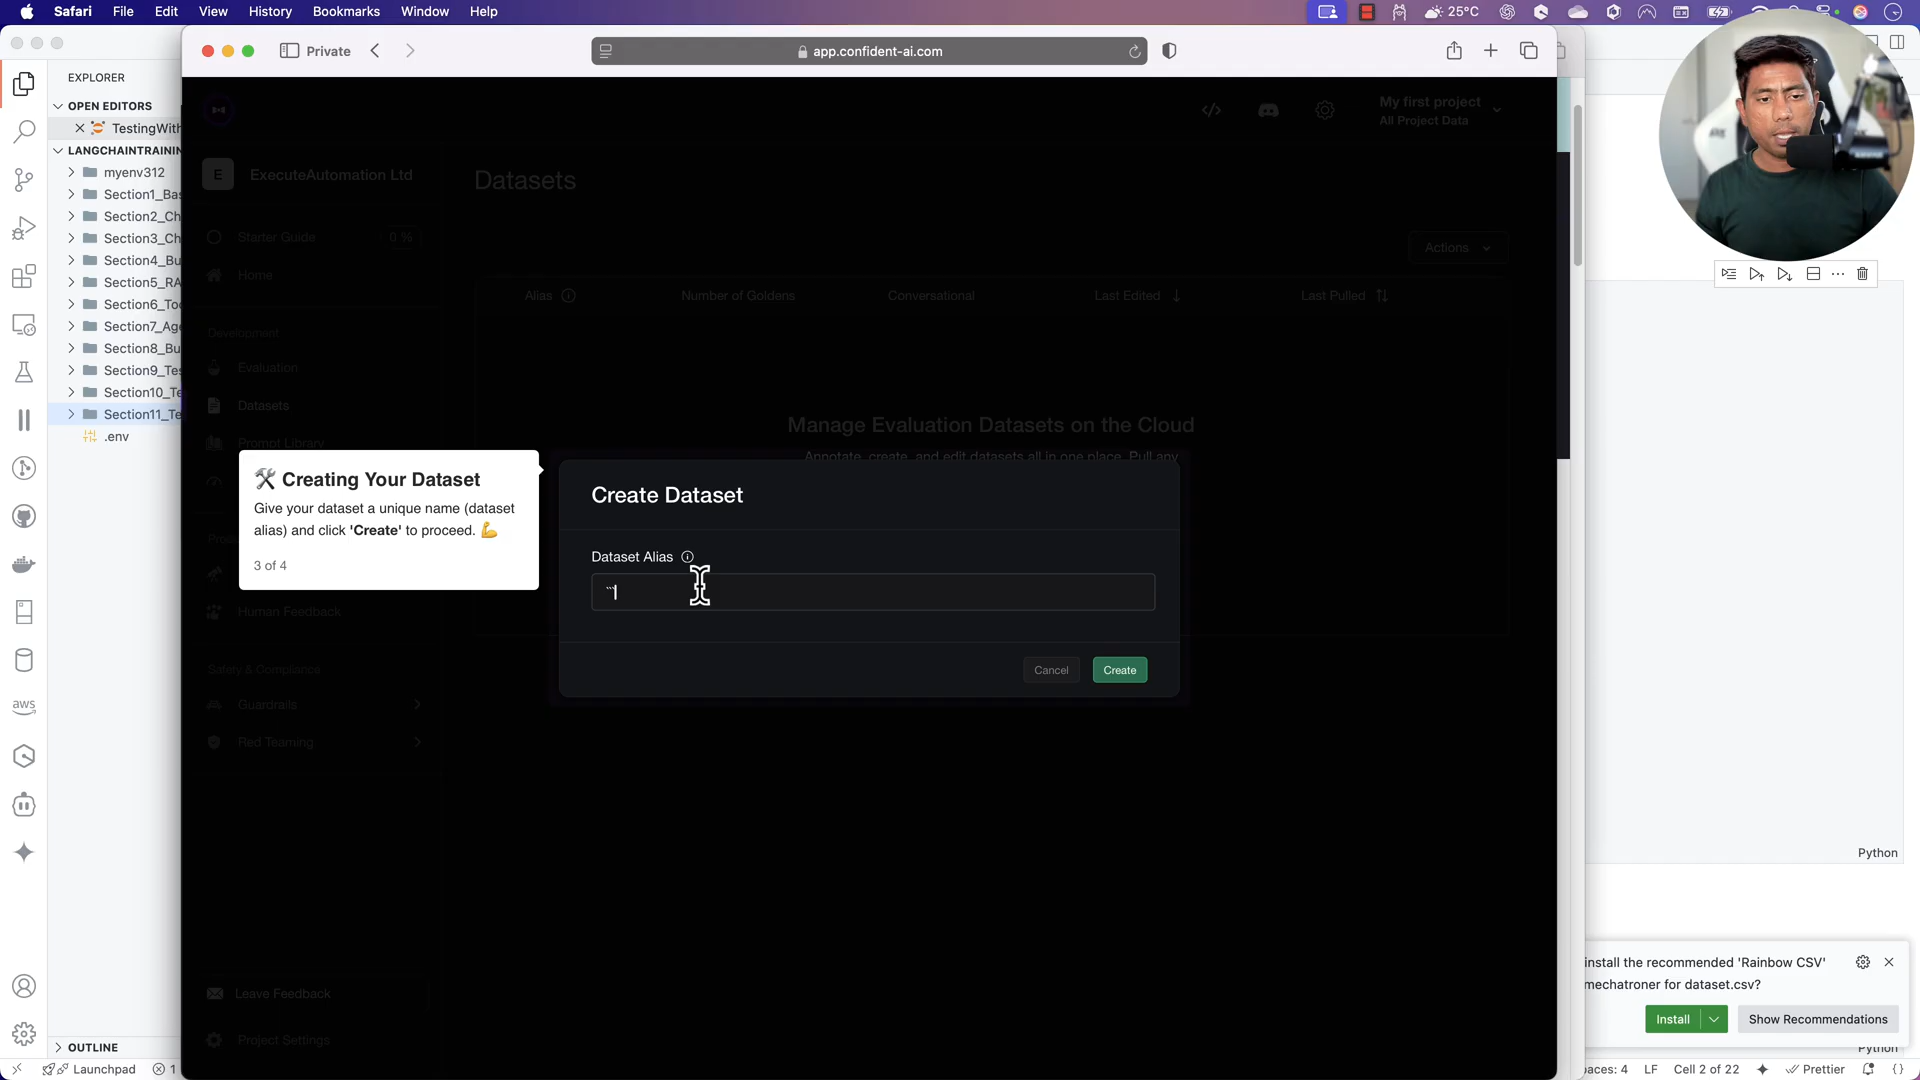 Safari File Edit View History Bookmarks Window Help
25°C
Private
app.confident-ai.com
EXPLORER
OPEN EDITORS
TestingWith
LANGCHAINTRAININ
myenv312
Section1_Bas
Section2_Ch
Section3_Ch
Section4_Bu
Section5_RA
Section6_Too
Section7_Age
Section8_Bu
Section9_Tes
Section10_Te
Section11_Te
.env
aws
OUTLINE
Launchpad
1
My first project
All Project Data
E
ExecuteAutomation Ltd
Starter Guide 0 %
Home
Development
Evaluation
Datasets
Prompt Library
Human Feedback
Safety & Compliance
Guardrails
Red Teaming
Leave Feedback
Project Settings
Datasets
Actions
Alias Number of Goldens Conversational Last Edited Last Pulled
Manage Evaluation Datasets on the Cloud
Annotate, create, and edit datasets all in one place. Pull any
🛠️ Creating Your Dataset
Give your dataset a unique name (dataset
alias) and click 'Create' to proceed. 💪
3 of 4
Create Dataset
Dataset Alias
```
Cancel Create
Python
install the recommended 'Rainbow CSV'
mechatroner for dataset.csv?
Install Show Recommendations
Python
paces: 4 LF Cell 2 of 22 Prettier